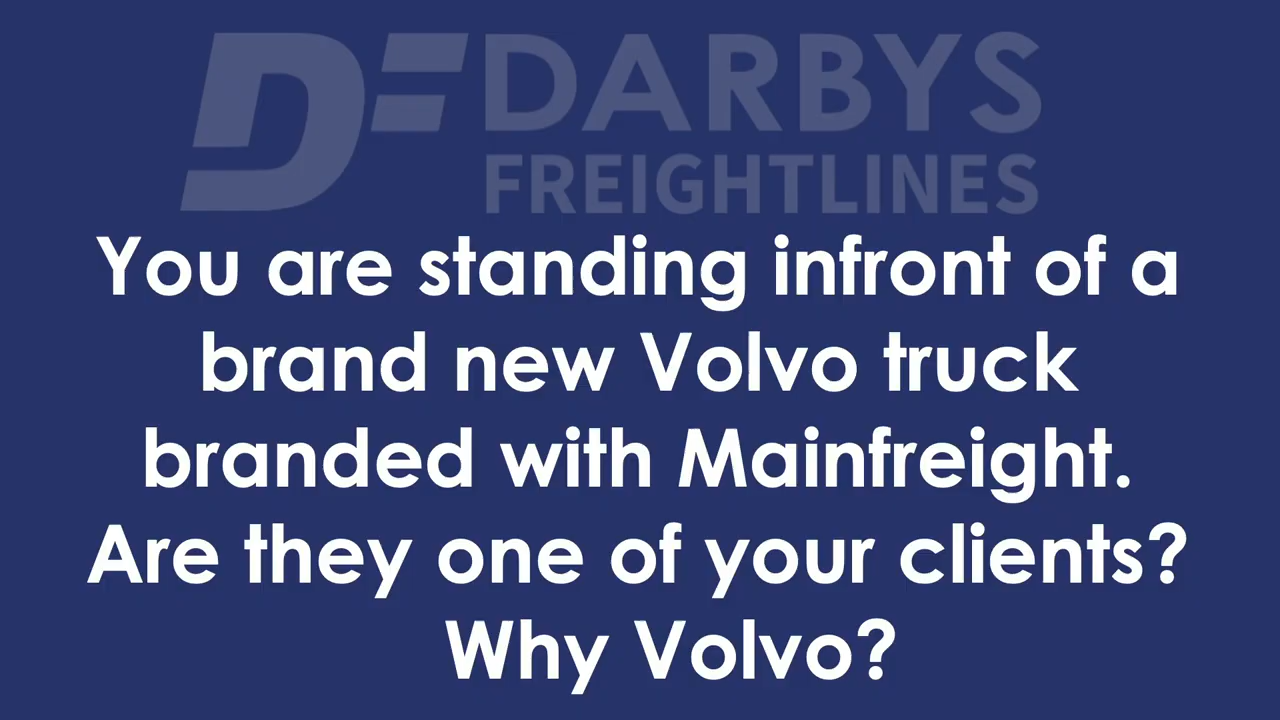 DF DARBYS
FREIGHTLINES
You are standing infront of a
brand new Volvo truck
branded with Mainfreight.
Are they one of your clients?
Why Volvo?